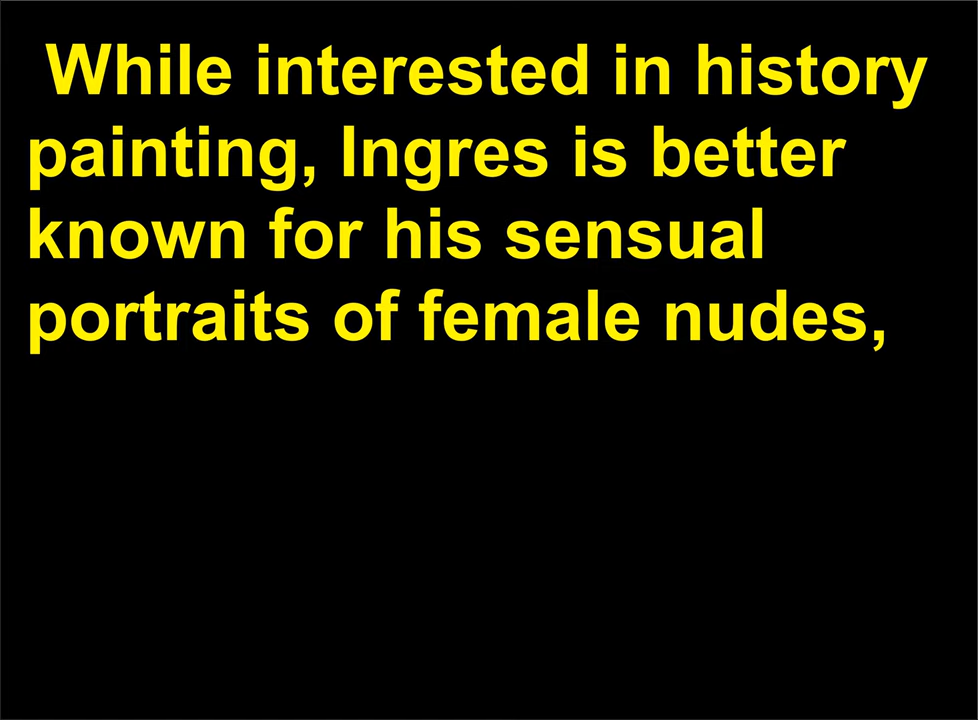 While interested in history
painting, Ingres is better
known for his sensual
portraits of female nudes,